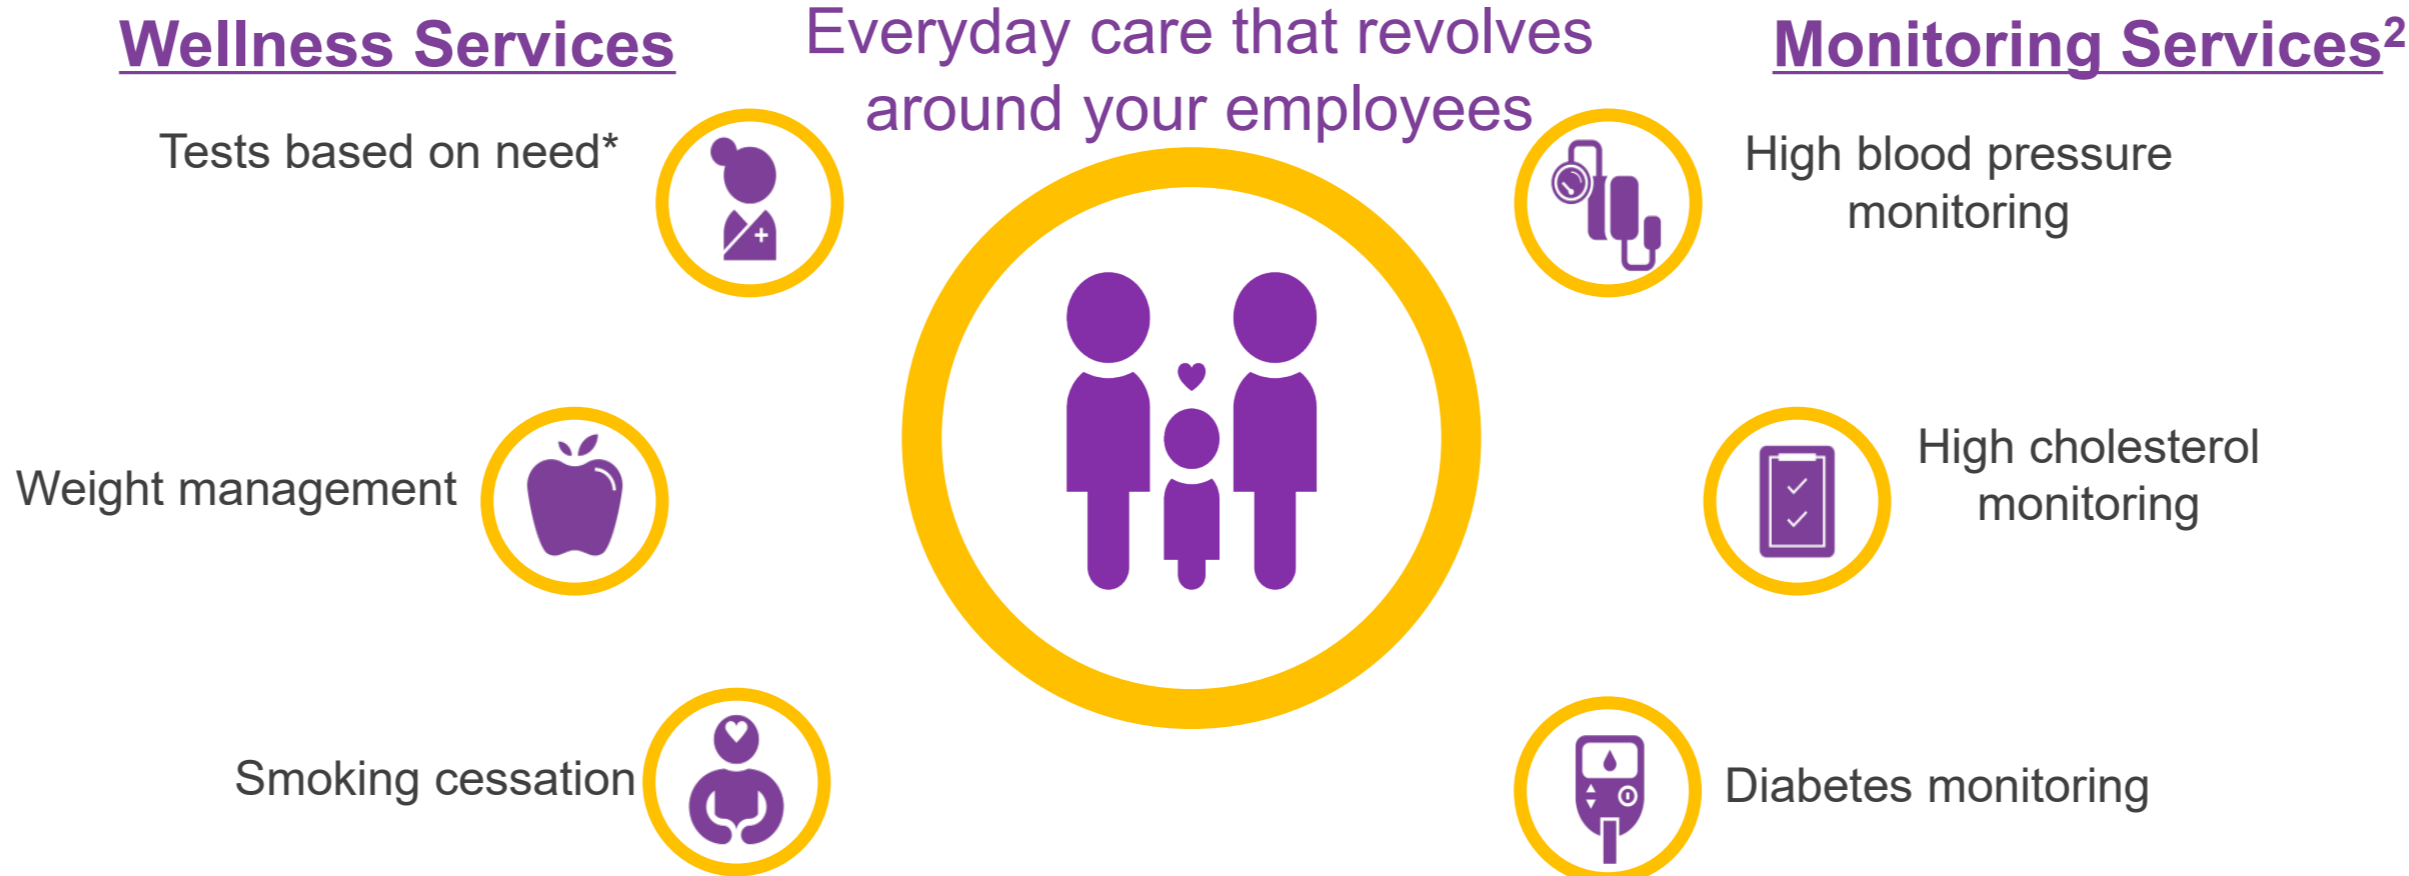 Wellness Services
Everyday care that revolves
around your employees
Monitoring Services²
Tests based on need*
High blood pressure
monitoring
Weight management
High cholesterol
monitoring
Smoking cessation
Diabetes monitoring